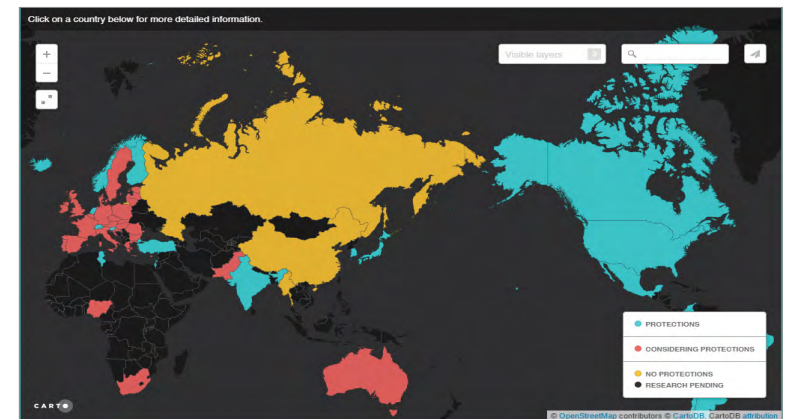 Click on a country below for more detailed information.
+
Visible layers 3
−
PROTECTIONS
CONSIDERING PROTECTIONS
NO PROTECTIONS
RESEARCH PENDING
CARTO
© OpenStreetMap contributors © CartoDB, CartoDB attribution